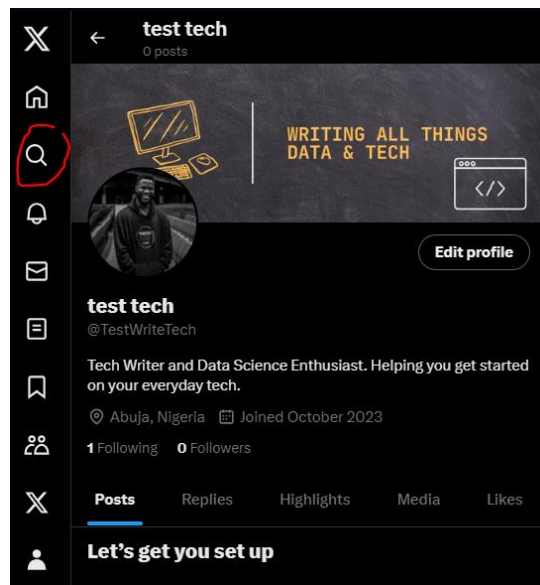 test tech
0 posts
WRITING ALL THINGS
DATA & TECH
</>
Edit profile
test tech
@TestWriteTech
Tech Writer and Data Science Enthusiast. Helping you get started
on your everyday tech.
Abuja, Nigeria Joined October 2023
1 Following 0 Followers
Posts Replies Highlights Media Likes
Let's get you set up